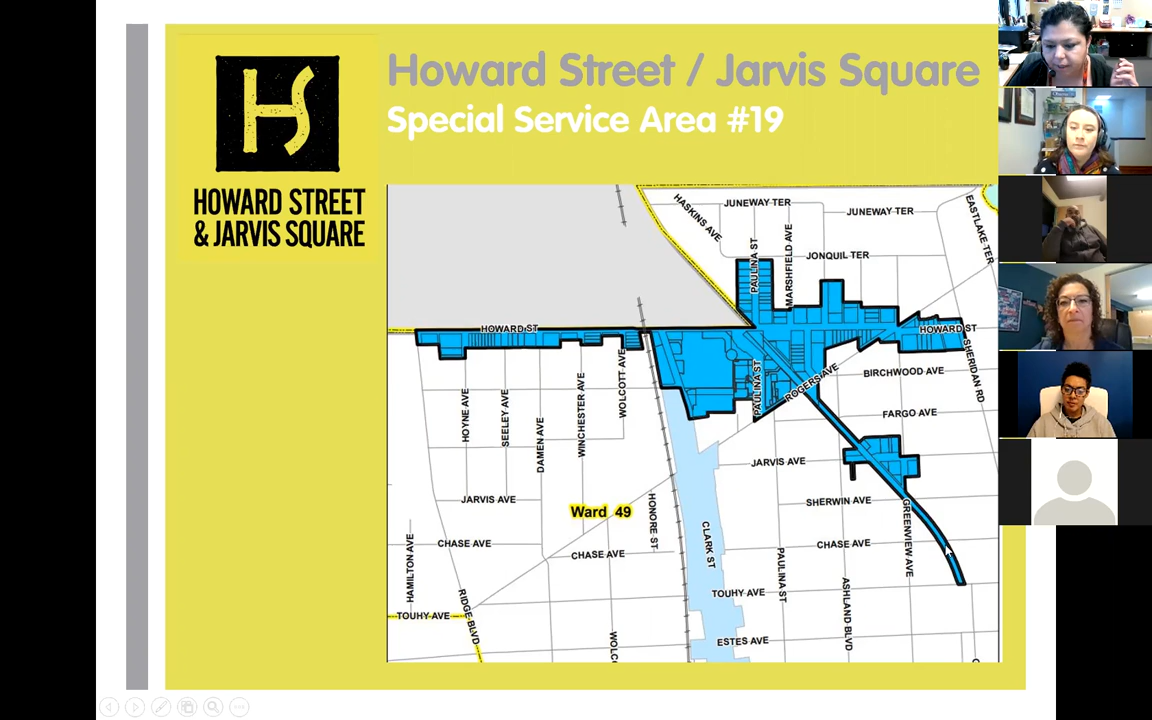 Howard Street / Jarvis Square
Special Service Area #19
H
HOWARD STREET
& JARVIS SQUARE
JUNEWAY TER
JUNEWAY TER
HASKINS AVE
EASTLAKE TER
PAULINA ST
MARSHFIELD AVE
JONQUIL TER
HOWARD ST
HOWARD ST
SHERIDAN RD
WOLCOTT AVE
PAULINA ST
ROGERS AVE
BIRCHWOOD AVE
HOYNE AVE
SEELEY AVE
DAMEN AVE
WINCHESTER AVE
FARGO AVE
JARVIS AVE
JARVIS AVE
SHERWIN AVE
Ward 49
HONORE ST
CLARK ST
GREENVIEW AVE
HAMILTON AVE
CHASE AVE
CHASE AVE
CHASE AVE
PAULINA ST
ASHLAND BLVD
TOUHY AVE
TOUHY AVE
RIDGE BLVD
WOLC
ESTES AVE